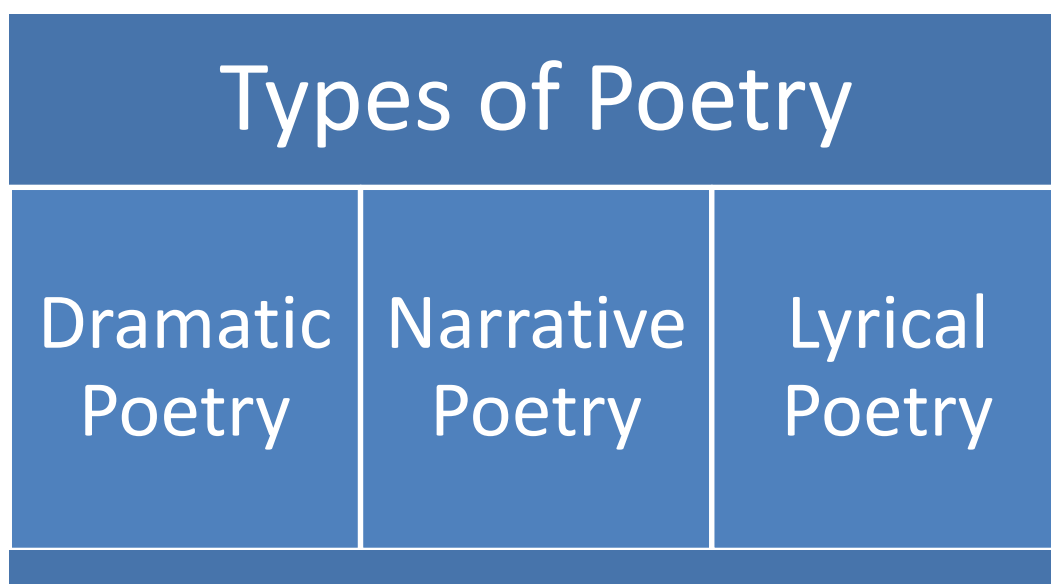 Types of Poetry
Dramatic
Poetry
Narrative
Poetry
Lyrical
Poetry